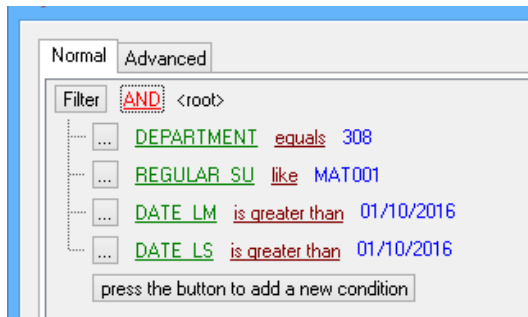 Normal Advanced
Filter AND <root>
... DEPARTMENT equals 308
... REGULAR_SU like MAT001
... DATE_LM is greater than 01/10/2016
... DATE_LS is greater than 01/10/2016
press the button to add a new condition